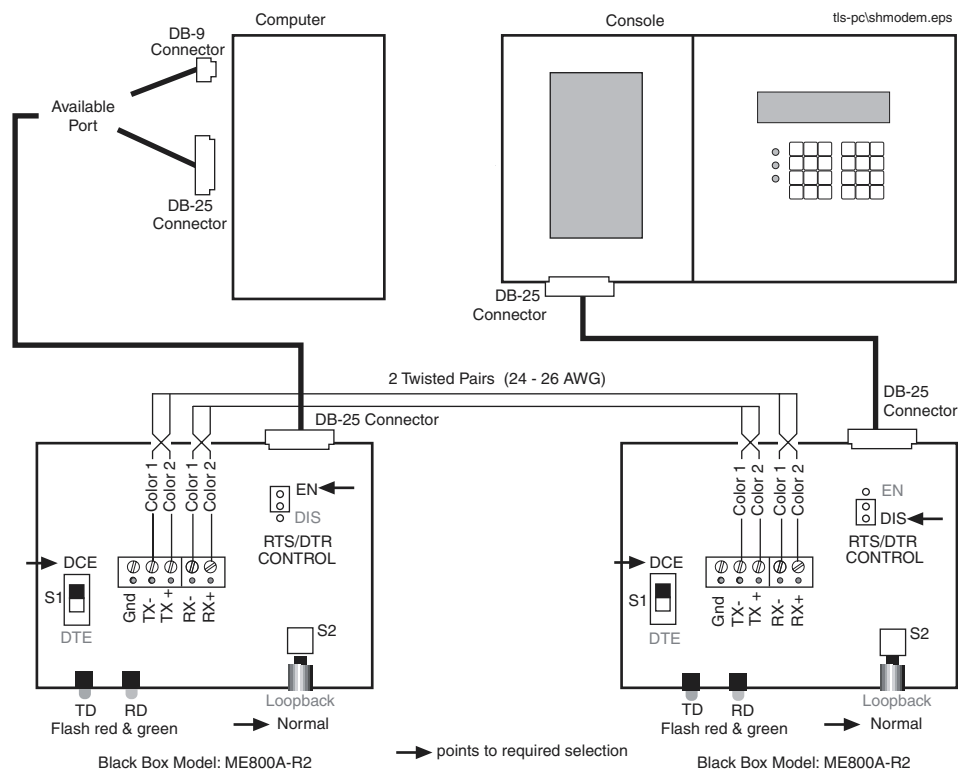 Computer
Console
tls-pc\shmodem.eps
DB-9
Connector
Available
Port
DB-25
Connector
DB-25
Connector
2 Twisted Pairs (24 - 26 AWG)
DB-25 Connector
DB-25
Connector
Color 1
Color 2
Color 1
Color 2
EN
DIS
RTS/DTR
CONTROL
DCE
S1
DTE
Gnd
TX-
TX +
RX-
RX+
S2
Loopback
Normal
TD
RD
Flash red & green
Black Box Model: ME800A-R2
points to required selection
Color 1
Color 2
Color 1
Color 2
EN
DIS
RTS/DTR
CONTROL
DCE
S1
DTE
Gnd
TX-
TX +
RX-
RX+
S2
Loopback
Normal
TD
RD
Flash red & green
Black Box Model: ME800A-R2